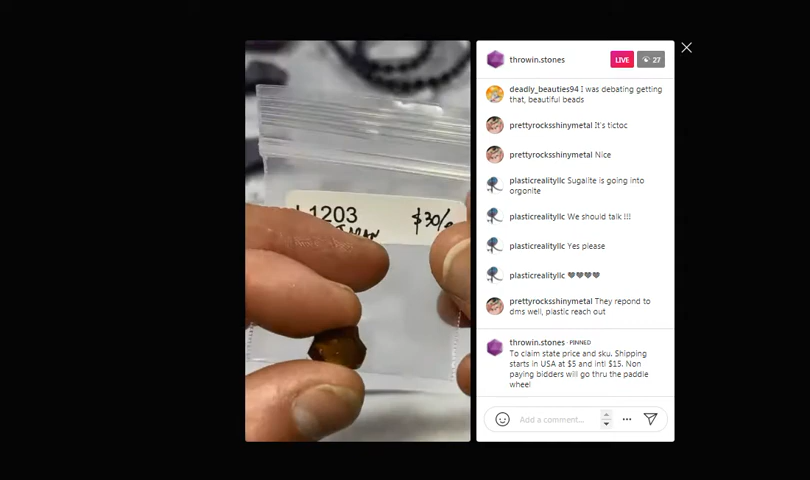 throwin.stones
LIVE
27
deadly_beauties94 I was debating getting
that, beautiful beads
prettyrocksshinymetal It's tictoc
prettyrocksshinymetal Nice
plasticrealityllc Sugalite is going into
orgonite
plasticrealityllc We should talk !!!
plasticrealityllc Yes please
plasticrealityllc 🖤🖤🖤🖤
prettyrocksshinymetal They repond to
dms well, plastic reach out
throwin.stones · PINNED
To claim state price and sku. Shipping
starts in USA at $5 and intl $15. Non
paying bidders will go thru the paddle
wheel
Add a comment...
1203
$30/